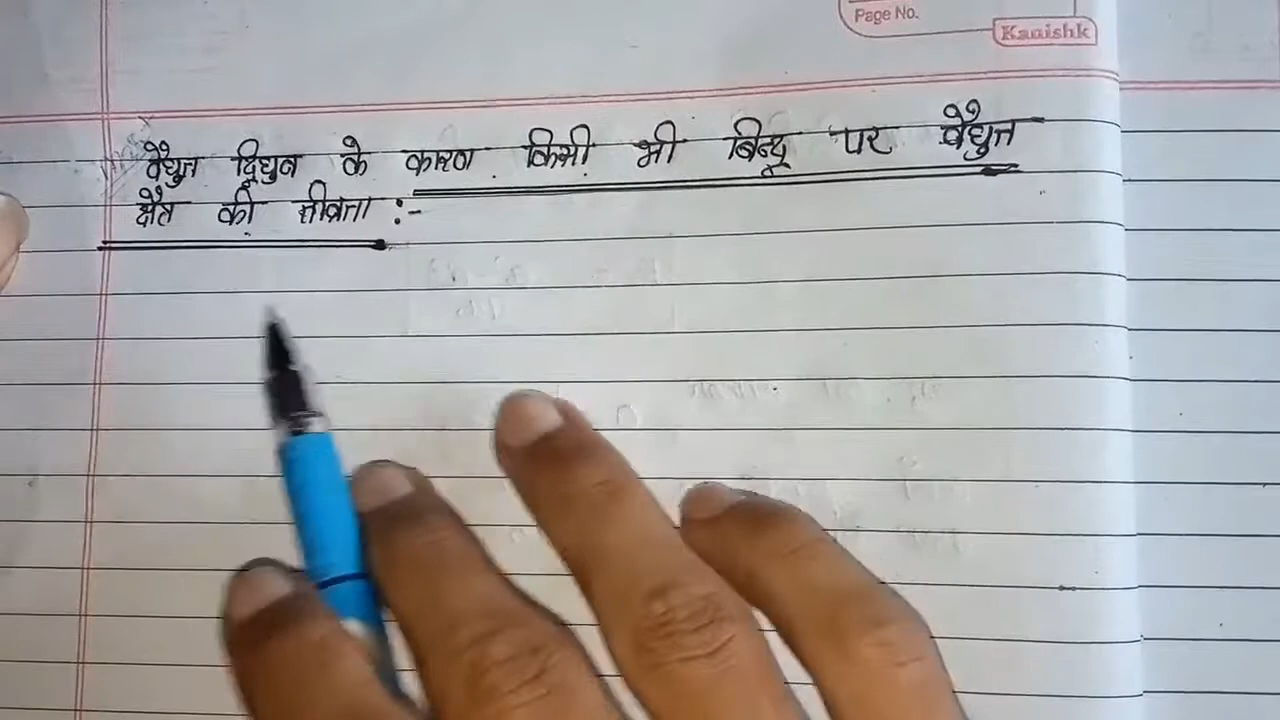 Page No.
Kanishk
वैधुत द्विधुव के कारण किसी भी बिन्दू पर वैधुत
क्षैत की तीव्रता :-